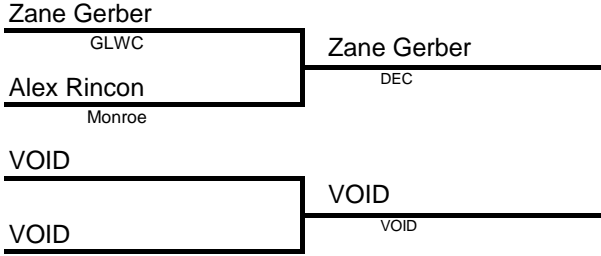 Zane Gerber
GLWC
Zane Gerber
DEC
Alex Rincon
Monroe
VOID
VOID
VOID
VOID